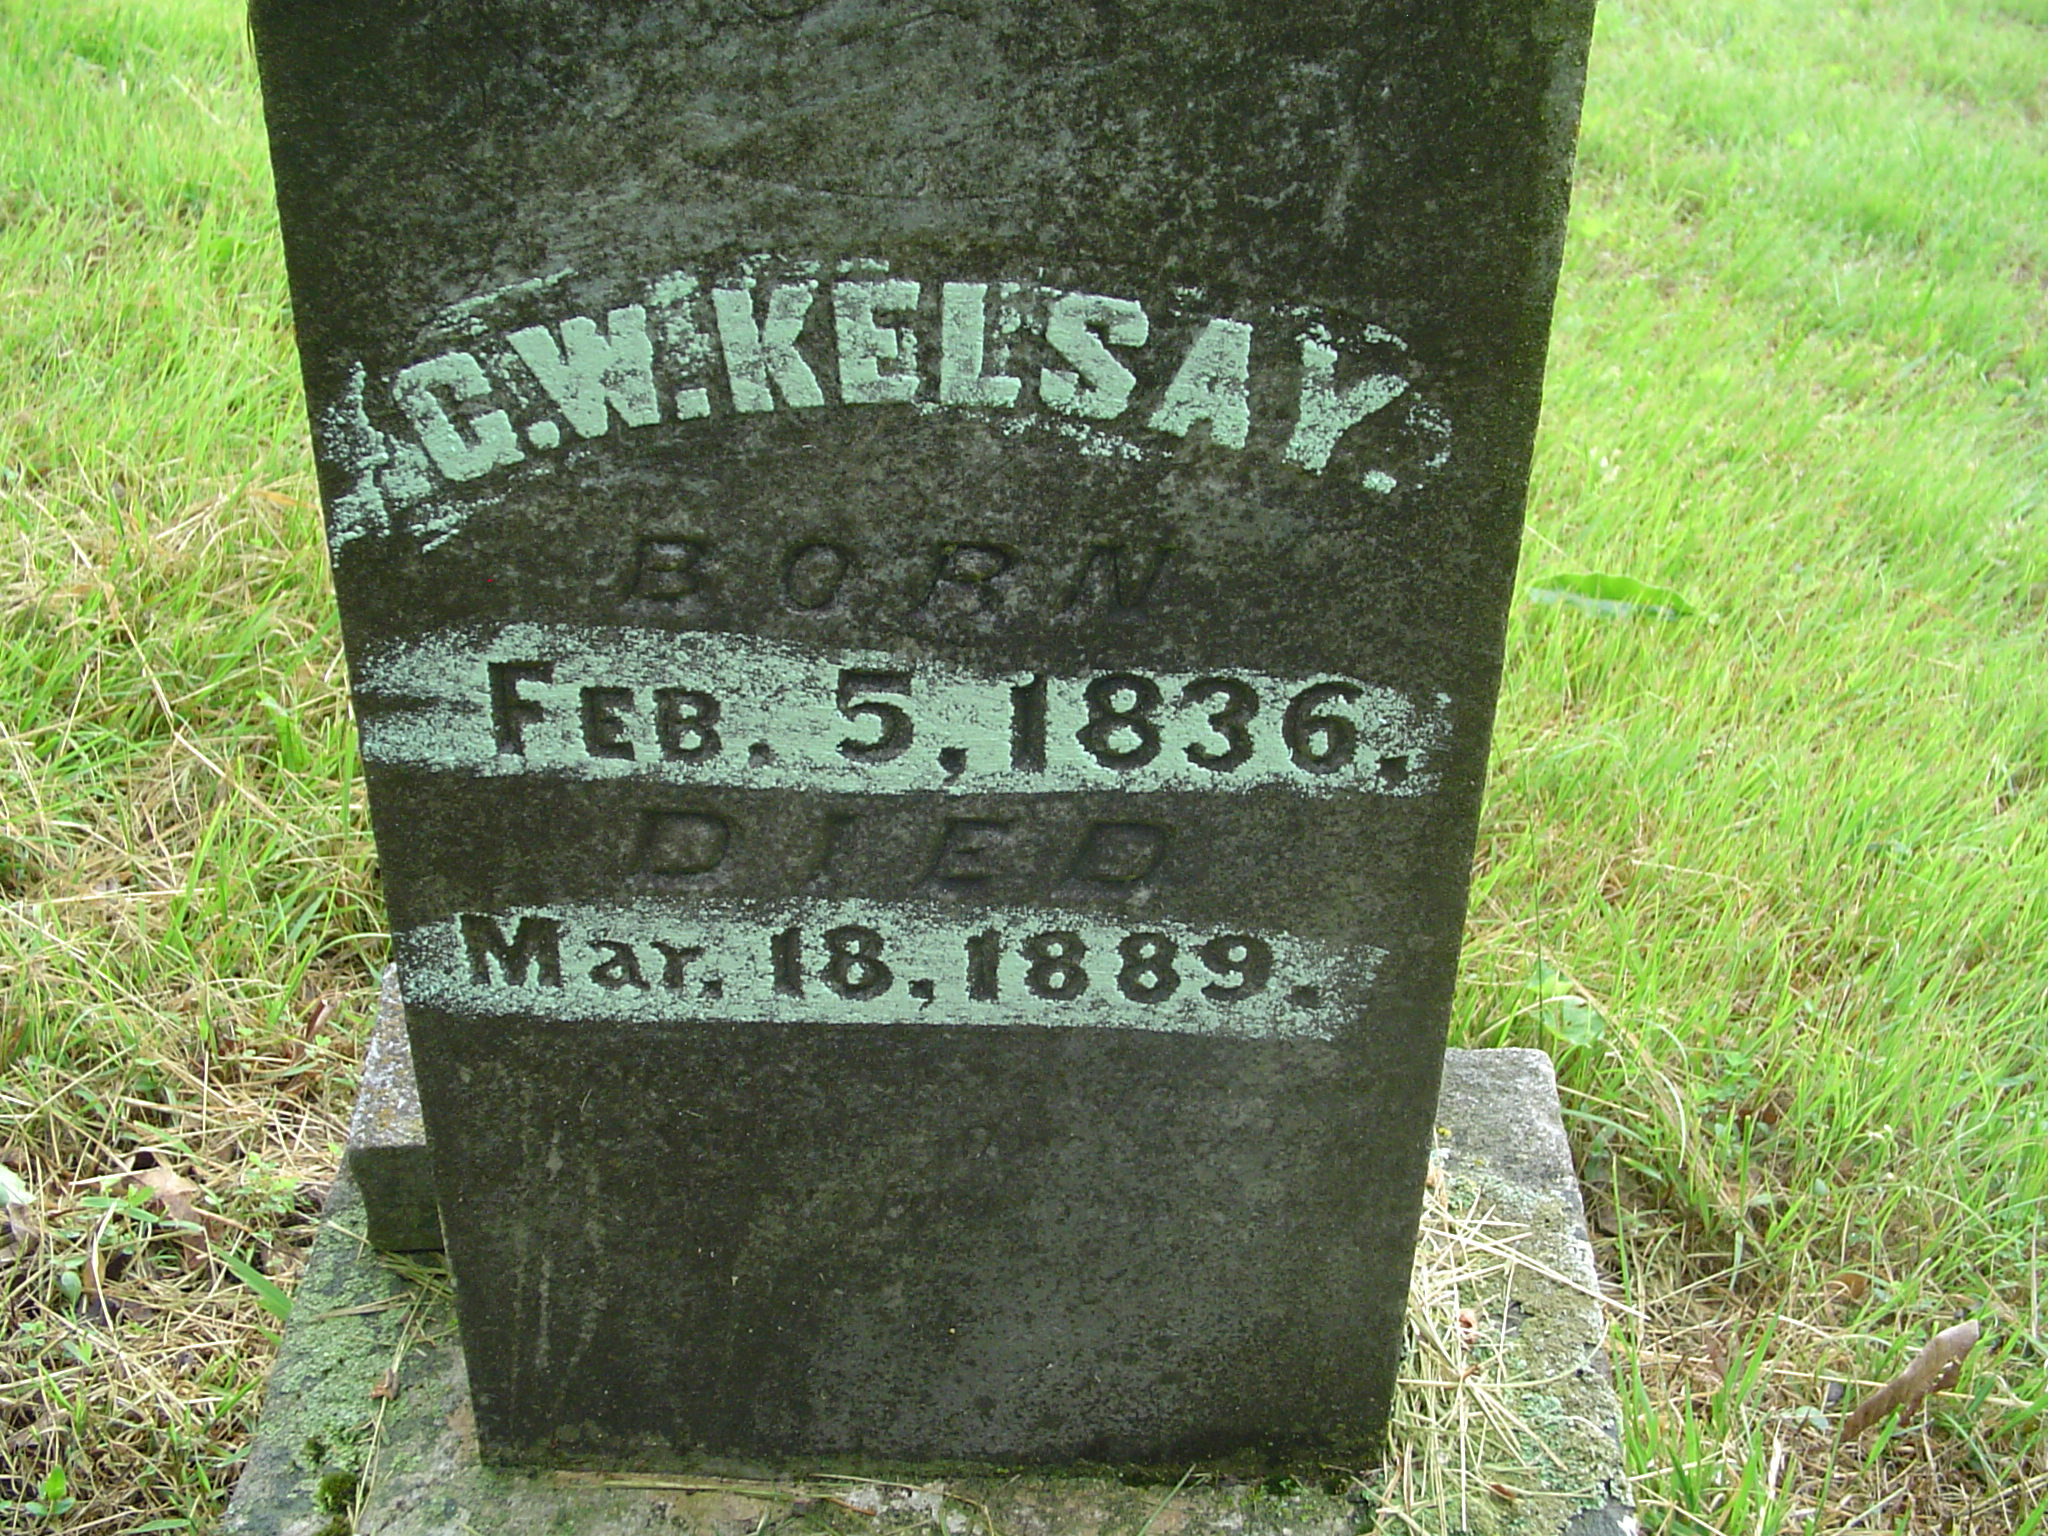 G.W. KELSAY.
BORN
FEB. 5, 1836.
DIED
Mar. 18, 1889.